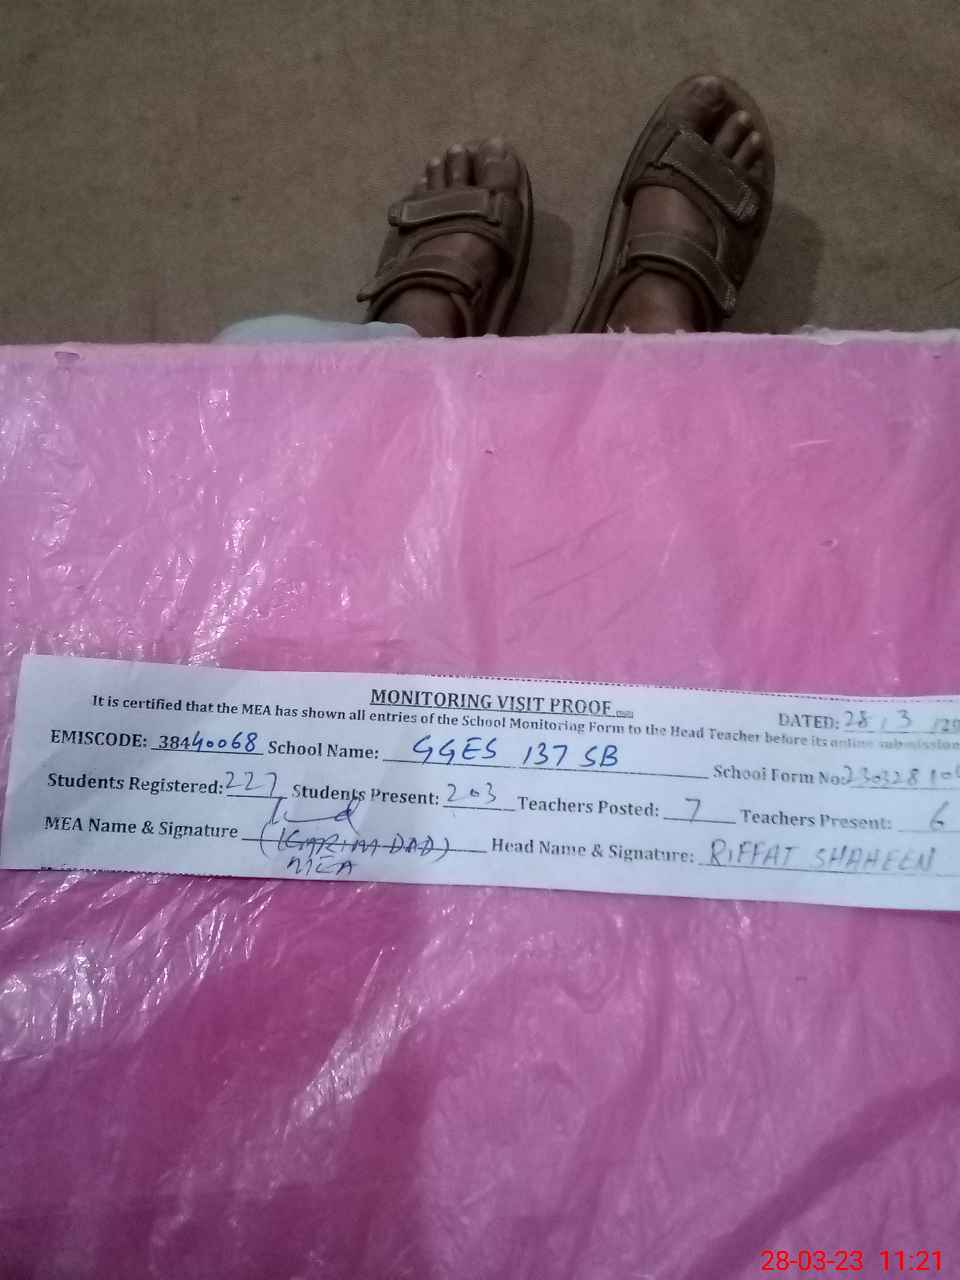 MONITORING VISIT PROOF
DATED: 28 / 3 /20
It is certified that the MEA has shown all entries of the School Monitoring Form to the Head Teacher before its online submission
EMISCODE: 38440068 School Name: GGES 137 SB School Form No:
Students Registered: 227 Students Present: 203 Teachers Posted: 7 Teachers Present: 6
MEA Name & Signature (KARIM DAD) Head Name & Signature: RIFFAT SHAHEEN
MEA
28-03-23 11:21